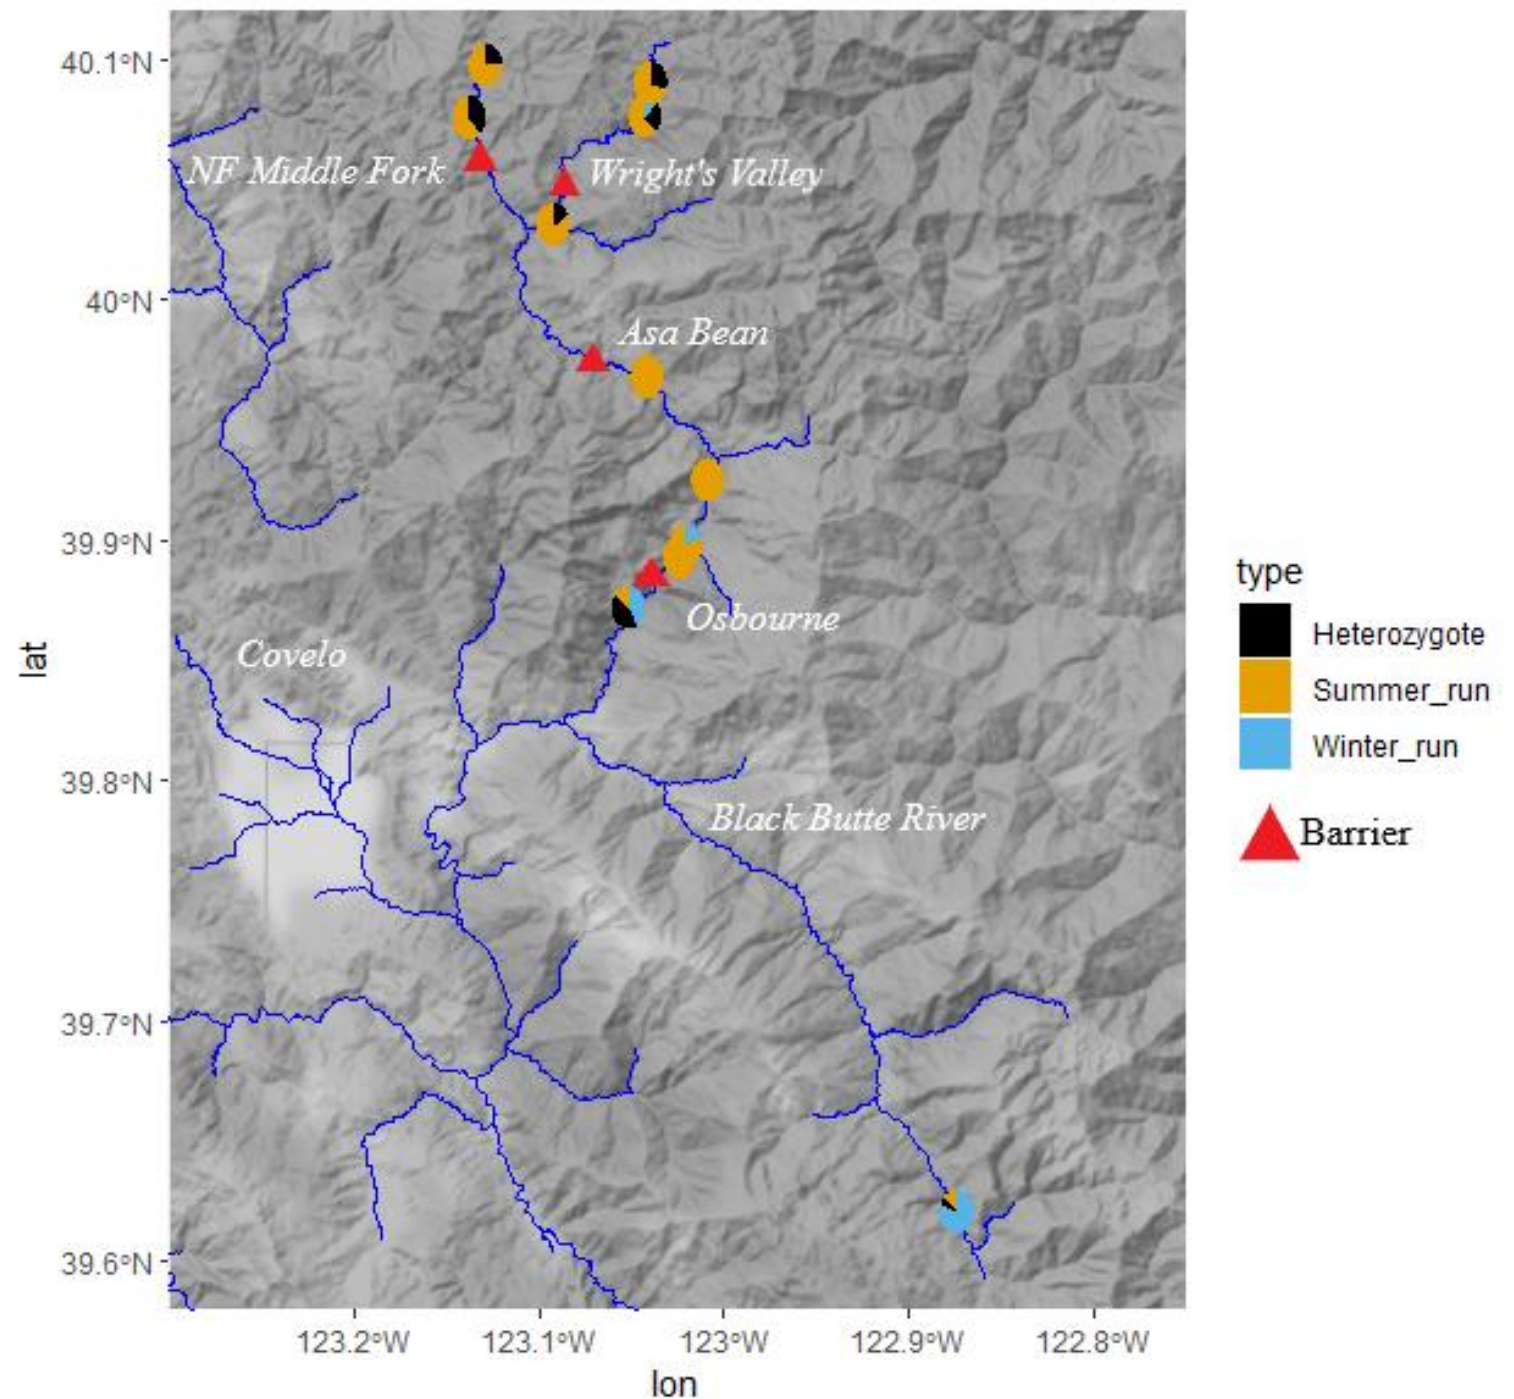 40.1°N
NF Middle Fork
Wright's Valley
40°N
Asa Bean
39.9°N
Osbourne
Covelo
39.8°N
Black Butte River
39.7°N
39.6°N
lat
123.2°W
123.1°W
123°W
122.9°W
122.8°W
lon
type
Heterozygote
Summer_run
Winter_run
Barrier